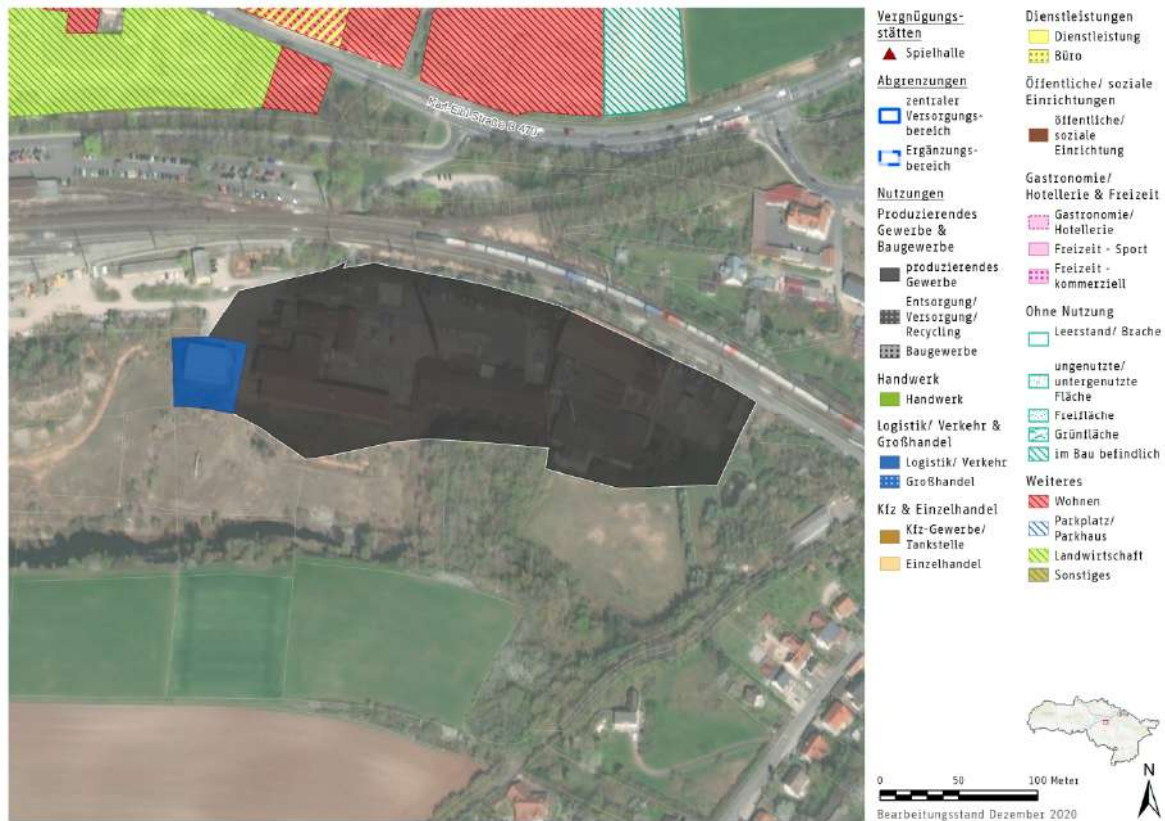 Karl-Eibl-Straße B 470
Vergnügungs-
stätten
Spielhalle
Abgrenzungen
zentraler
Versorgungs-
bereich
Ergänzungs-
bereich
Nutzungen
Produzierendes
Gewerbe &
Baugewerbe
produzierendes
Gewerbe
Entsorgung/
Versorgung/
Recycling
Baugewerbe
Handwerk
Handwerk
Logistik/ Verkehr &
Großhandel
Logistik/ Verkehr
Großhandel
Kfz & Einzelhandel
Kfz-Gewerbe/
Tankstelle
Einzelhandel
Dienstleistungen
Dienstleistung
Büro
Öffentliche/ soziale
Einrichtungen
öffentliche/
soziale
Einrichtung
Gastronomie/
Hotellerie & Freizeit
Gastronomie/
Hotellerie
Freizeit - Sport
Freizeit -
kommerziell
Ohne Nutzung
Leerstand/ Brache
ungenutzte/
untergenutzte
Fläche
Freifläche
Grünfläche
im Bau befindlich
Weiteres
Wohnen
Parkplatz/
Parkhaus
Landwirtschaft
Sonstiges
0 50 100 Meter
N
Bearbeitungsstand Dezember 2020